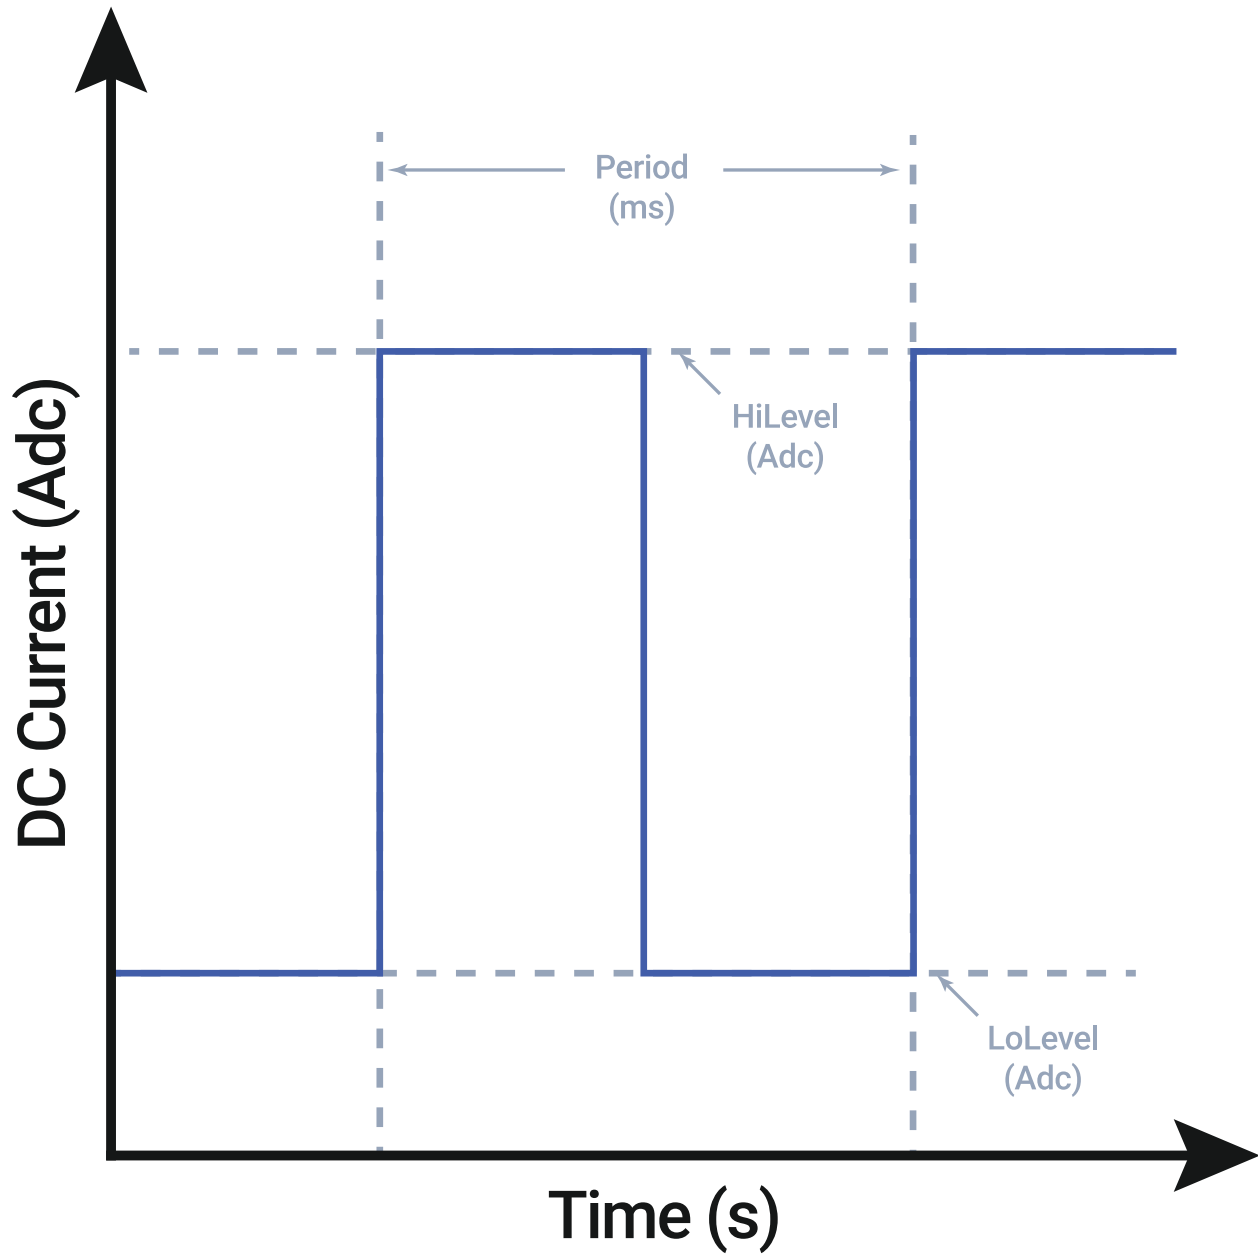 Period
(ms)
HiLevel
(Adc)
DC Current (Adc)
LoLevel
(Adc)
Time (s)